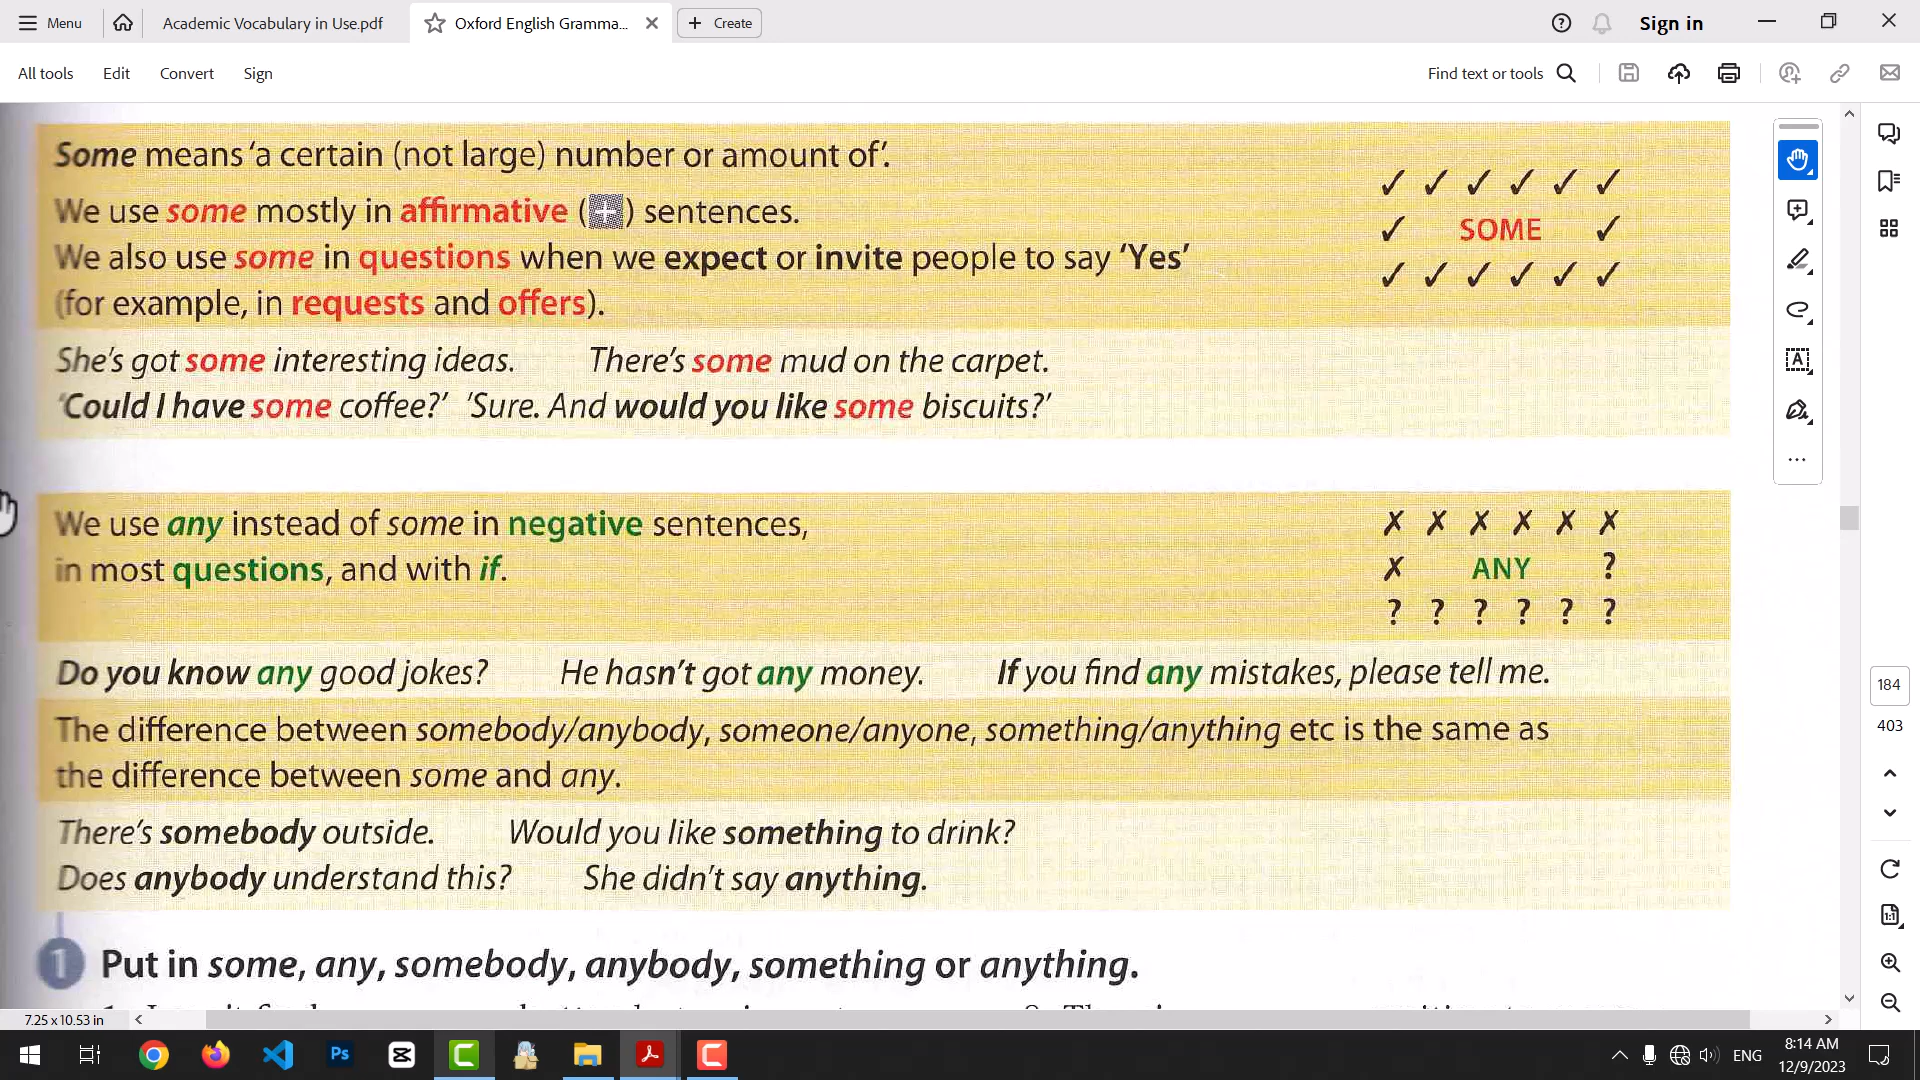 Menu
Academic Vocabulary in Use.pdf
Oxford English Gramma...
Create
Sign in
All tools
Edit
Convert
Sign
Find text or tools
Some means 'a certain (not large) number or amount of'.
We use some mostly in affirmative (+) sentences.
We also use some in questions when we expect or invite people to say 'Yes'
(for example, in requests and offers).
✓ ✓ ✓ ✓ ✓ ✓
✓ SOME ✓
✓ ✓ ✓ ✓ ✓ ✓
She's got some interesting ideas. There's some mud on the carpet.
'Could I have some coffee?' 'Sure. And would you like some biscuits?'
We use any instead of some in negative sentences,
in most questions, and with if.
✗ ✗ ✗ ✗ ✗ ✗
✗ ANY ?
? ? ? ? ? ?
Do you know any good jokes? He hasn't got any money. If you find any mistakes, please tell me.
The difference between somebody/anybody, someone/anyone, something/anything etc is the same as
the difference between some and any.
There's somebody outside. Would you like something to drink?
Does anybody understand this? She didn't say anything.
1 Put in some, any, somebody, anybody, something or anything.
184
403
7.25 x 10.53 in
Ps
ENG
8:14 AM
12/9/2023